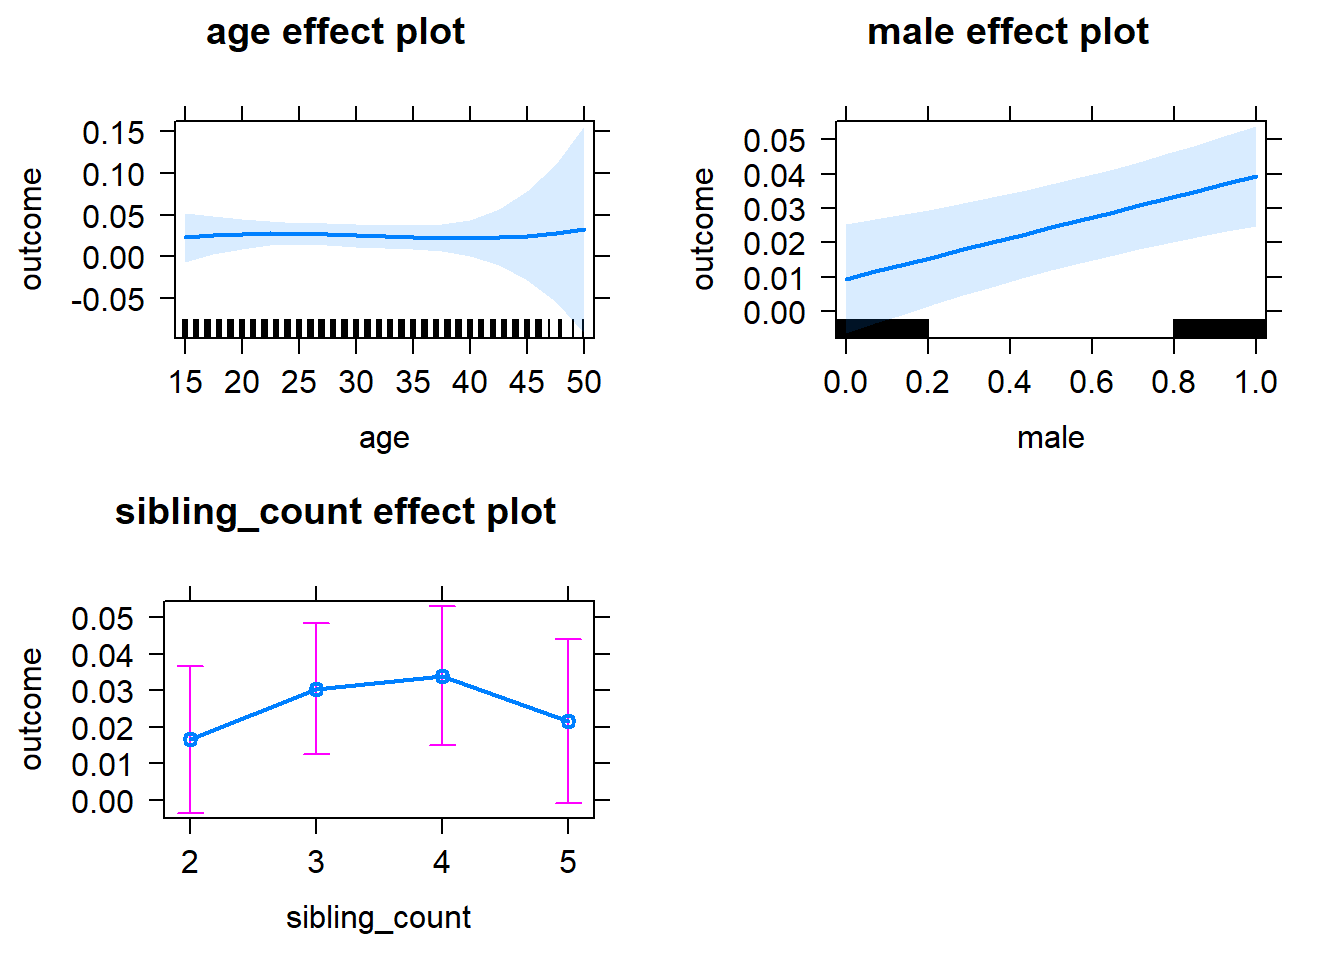 age effect plot
outcome
0.15
0.10
0.05
0.00
-0.05
15 20 25 30 35 40 45 50
age
male effect plot
outcome
0.05
0.04
0.03
0.02
0.01
0.00
0.0 0.2 0.4 0.6 0.8 1.0
male
sibling_count effect plot
outcome
0.05
0.04
0.03
0.02
0.01
0.00
2 3 4 5
sibling_count